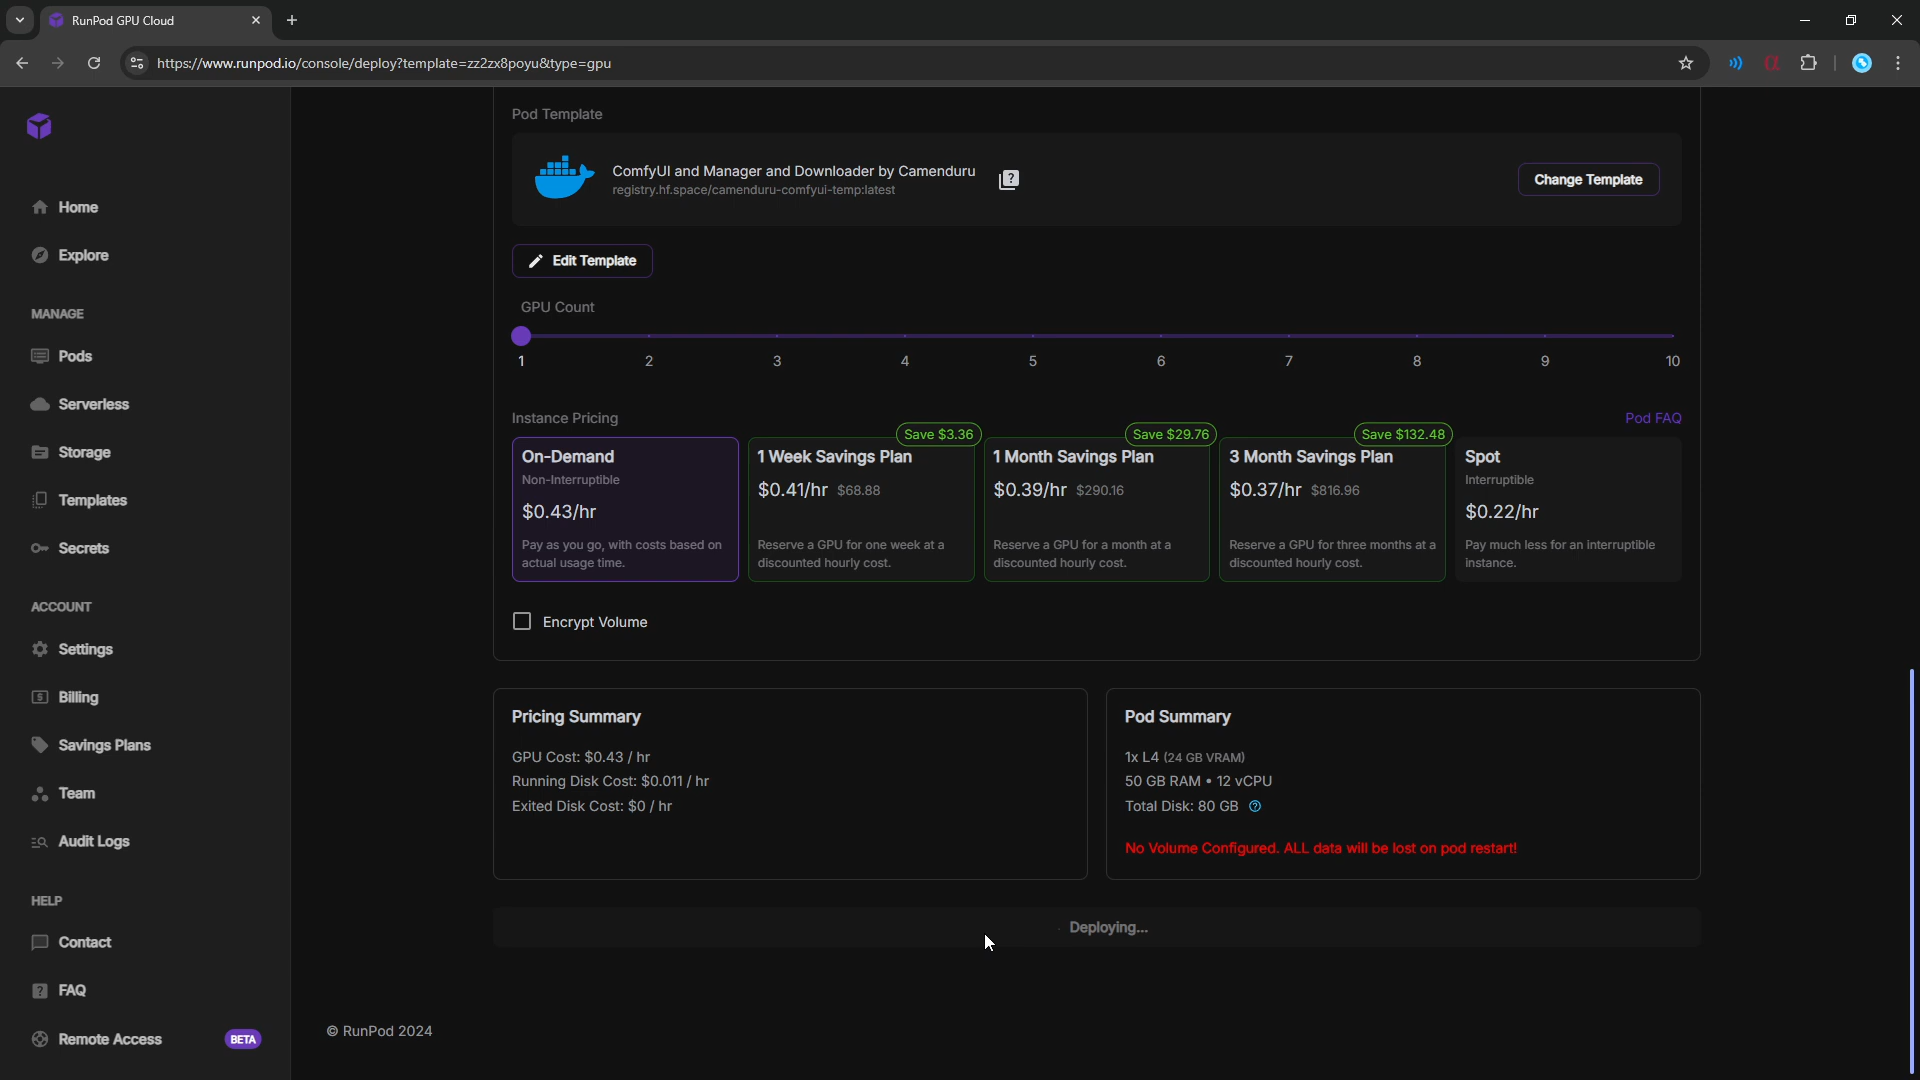 RunPod GPU Cloud
https://www.runpod.io/console/deploy?template=zz2zx8poyu&type=gpu
Home
Explore
MANAGE
Pods
Serverless
Storage
Templates
Secrets
ACCOUNT
Settings
Billing
Savings Plans
Team
Audit Logs
HELP
Contact
FAQ
Remote Access
BETA
Pod Template
ComfyUI and Manager and Downloader by Camenduru
registry.hf.space/camenduru-comfyui-temp:latest
Change Template
Edit Template
GPU Count
1 2 3 4 5 6 7 8 9 10
Instance Pricing
Pod FAQ
On-Demand
Non-Interruptible
$0.43/hr
Pay as you go, with costs based on
actual usage time.
Save $3.36
1 Week Savings Plan
$0.41/hr $68.88
Reserve a GPU for one week at a
discounted hourly cost.
Save $29.76
1 Month Savings Plan
$0.39/hr $290.16
Reserve a GPU for a month at a
discounted hourly cost.
Save $132.48
3 Month Savings Plan
$0.37/hr $816.96
Reserve a GPU for three months at a
discounted hourly cost.
Spot
Interruptible
$0.22/hr
Pay much less for an interruptible
instance.
Encrypt Volume
Pricing Summary
GPU Cost: $0.43 / hr
Running Disk Cost: $0.011 / hr
Exited Disk Cost: $0 / hr
Pod Summary
1x L4 (24 GB VRAM)
50 GB RAM • 12 vCPU
Total Disk: 80 GB
No Volume Configured. ALL data will be lost on pod restart!
Deploying...
© RunPod 2024